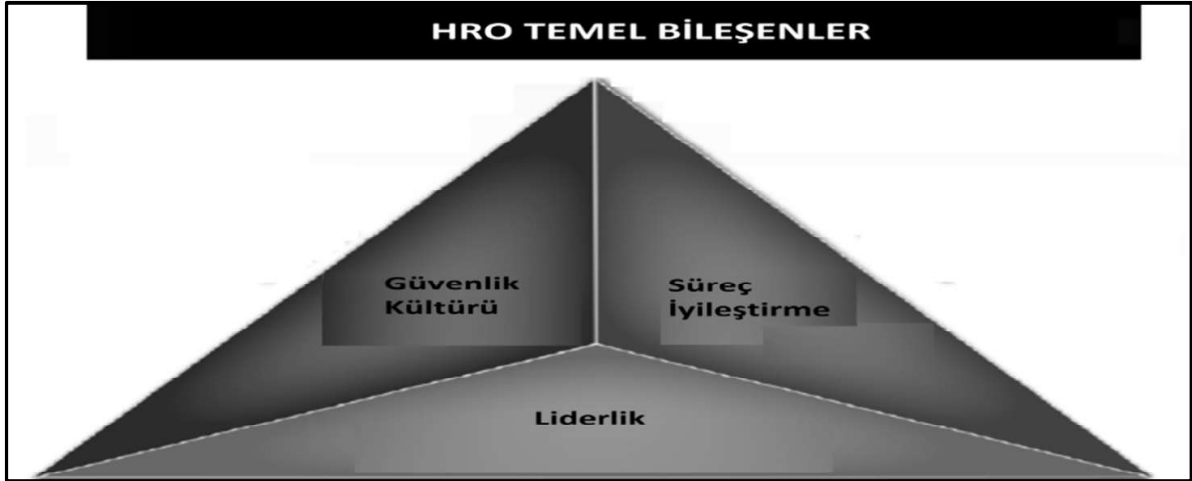 HRO TEMEL BİLEŞENLER
Güvenlik
Kültürü
Süreç
İyileştirme
Liderlik